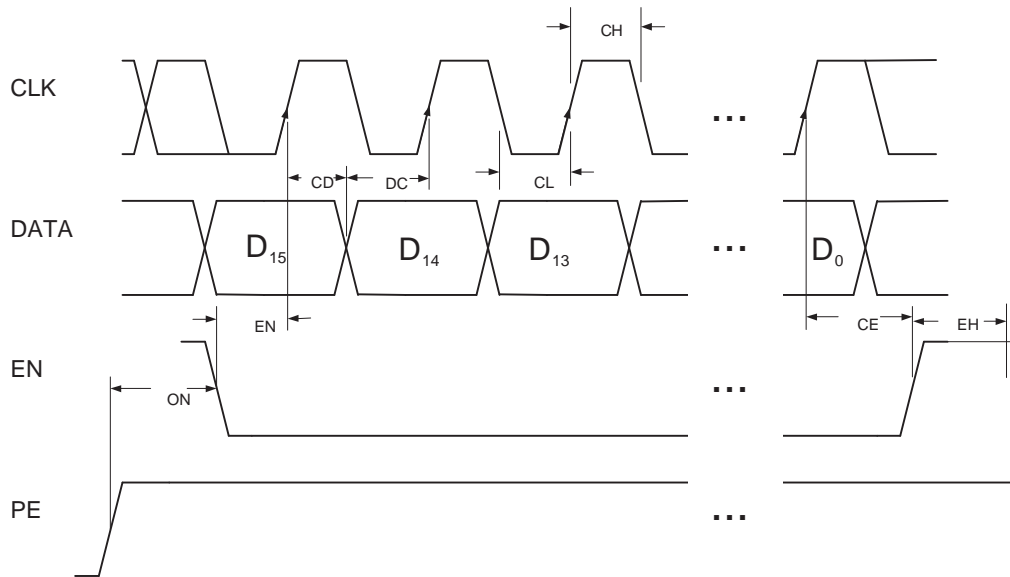 CH
CLK
...
CD
DC
CL
DATA
D15
D14
D13
...
D0
EN
CE
EH
EN
ON
...
PE
...